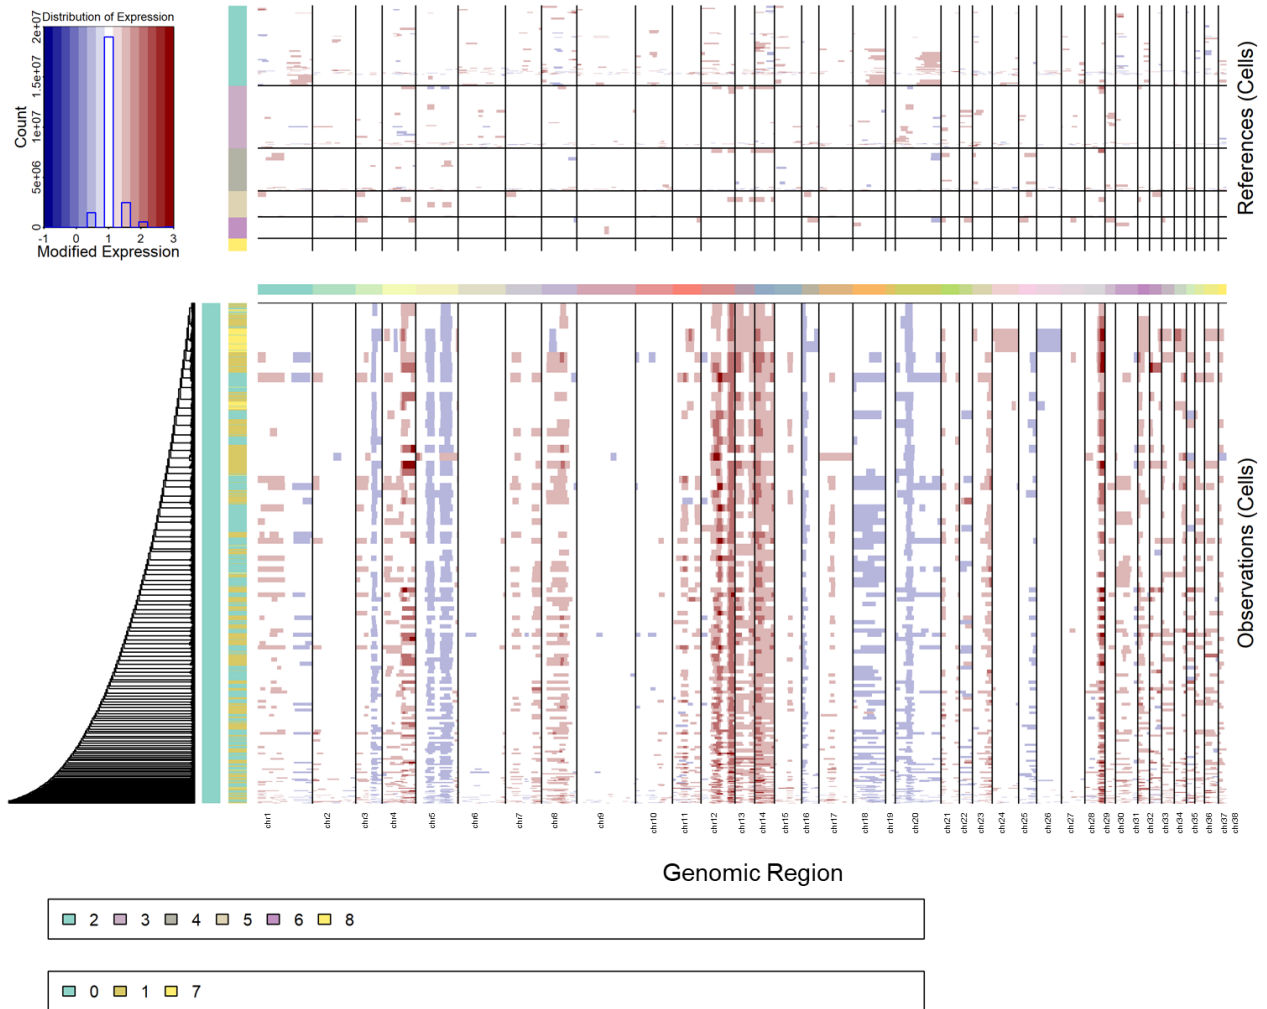 Distribution of Expression
Count
0 5e+06 1e+07 1.5e+07 2e+07
-1 0 1 2 3
Modified Expression
References (Cells)
Observations (Cells)
chr1 chr2 chr3 chr4 chr5 chr6 chr7 chr8 chr9 chr10 chr11 chr12 chr13 chr14 chr15 chr16 chr17 chr18 chr19 chr20 chr21 chr22 chr23 chr24 chr25 chr26 chr27 chr28 chr29 chr30 chr31 chr32 chr33 chr34 chr35 chr36 chr37 chr38
Genomic Region
2 3 4 5 6 8
0 1 7